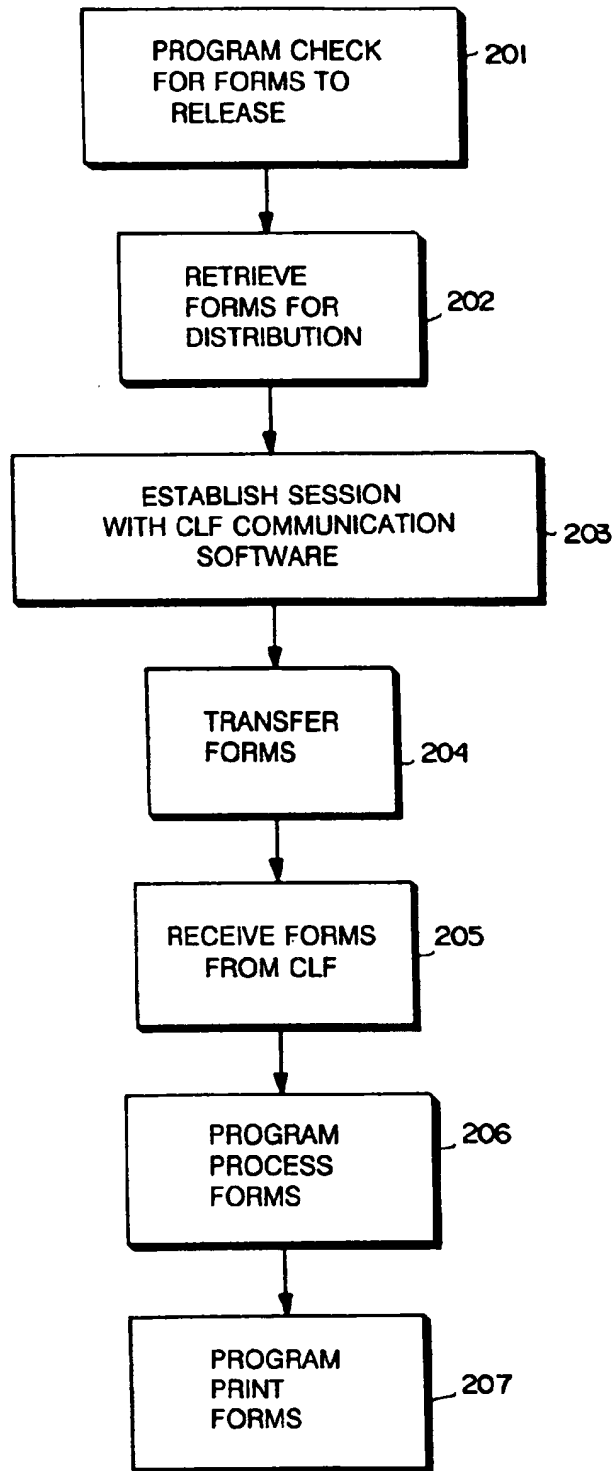 PROGRAM CHECK
FOR FORMS TO
RELEASE
201
RETRIEVE
FORMS FOR
DISTRIBUTION
202
ESTABLISH SESSION
WITH CLF COMMUNICATION
SOFTWARE
203
TRANSFER
FORMS
204
RECEIVE FORMS
FROM CLF
205
PROGRAM
PROCESS
FORMS
206
PROGRAM
PRINT
FORMS
207